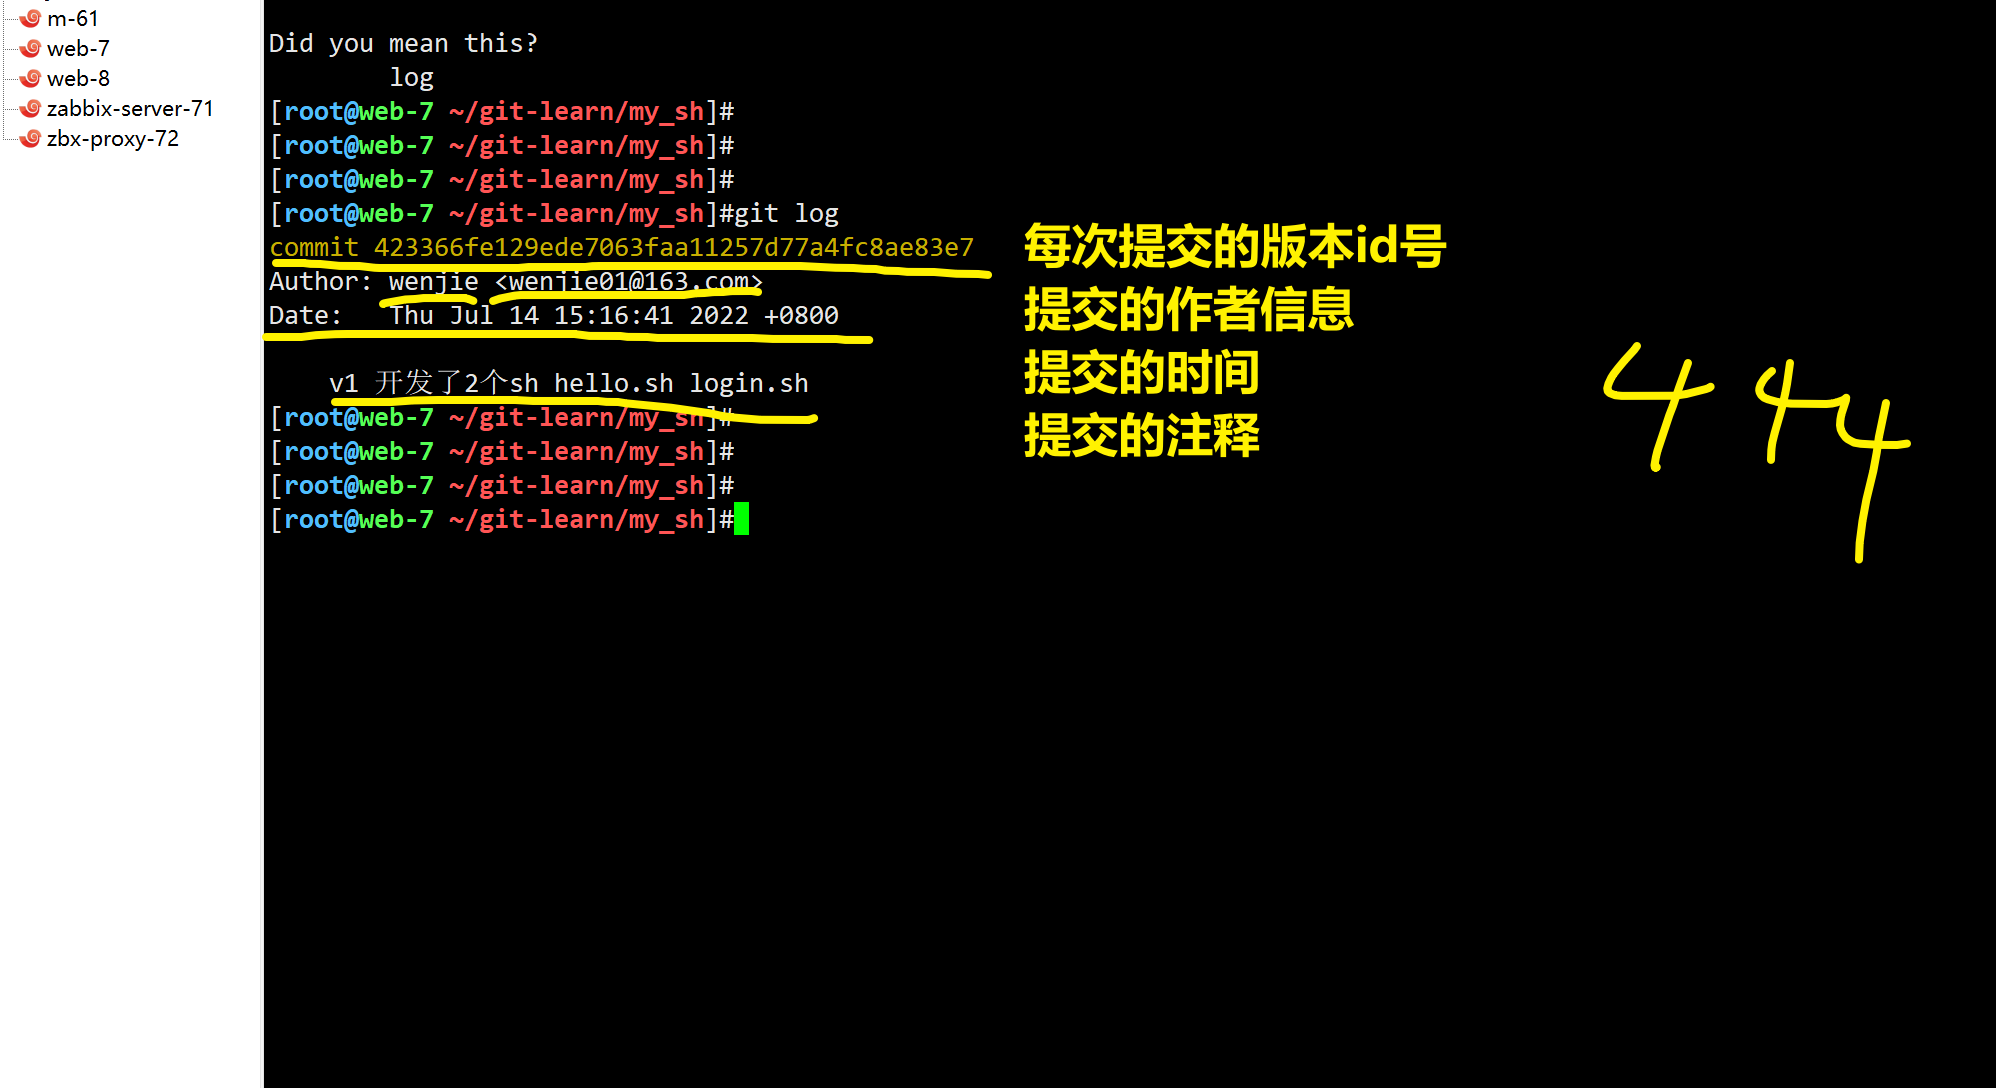 m-61
web-7
web-8
zabbix-server-71
zbx-proxy-72
Did you mean this?
log
[root@web-7 ~/git-learn/my_sh]#
[root@web-7 ~/git-learn/my_sh]#
[root@web-7 ~/git-learn/my_sh]#
[root@web-7 ~/git-learn/my_sh]#git log
commit 423366fe129ede7063faa11257d77a4fc8ae83e7
Author: wenjie <wenjie01@163.com>
Date:   Thu Jul 14 15:16:41 2022 +0800
v1 开发了2个sh hello.sh login.sh
[root@web-7 ~/git-learn/my_sh]#
[root@web-7 ~/git-learn/my_sh]#
[root@web-7 ~/git-learn/my_sh]#
[root@web-7 ~/git-learn/my_sh]#
每次提交的版本id号
提交的作者信息
提交的时间
提交的注释
444